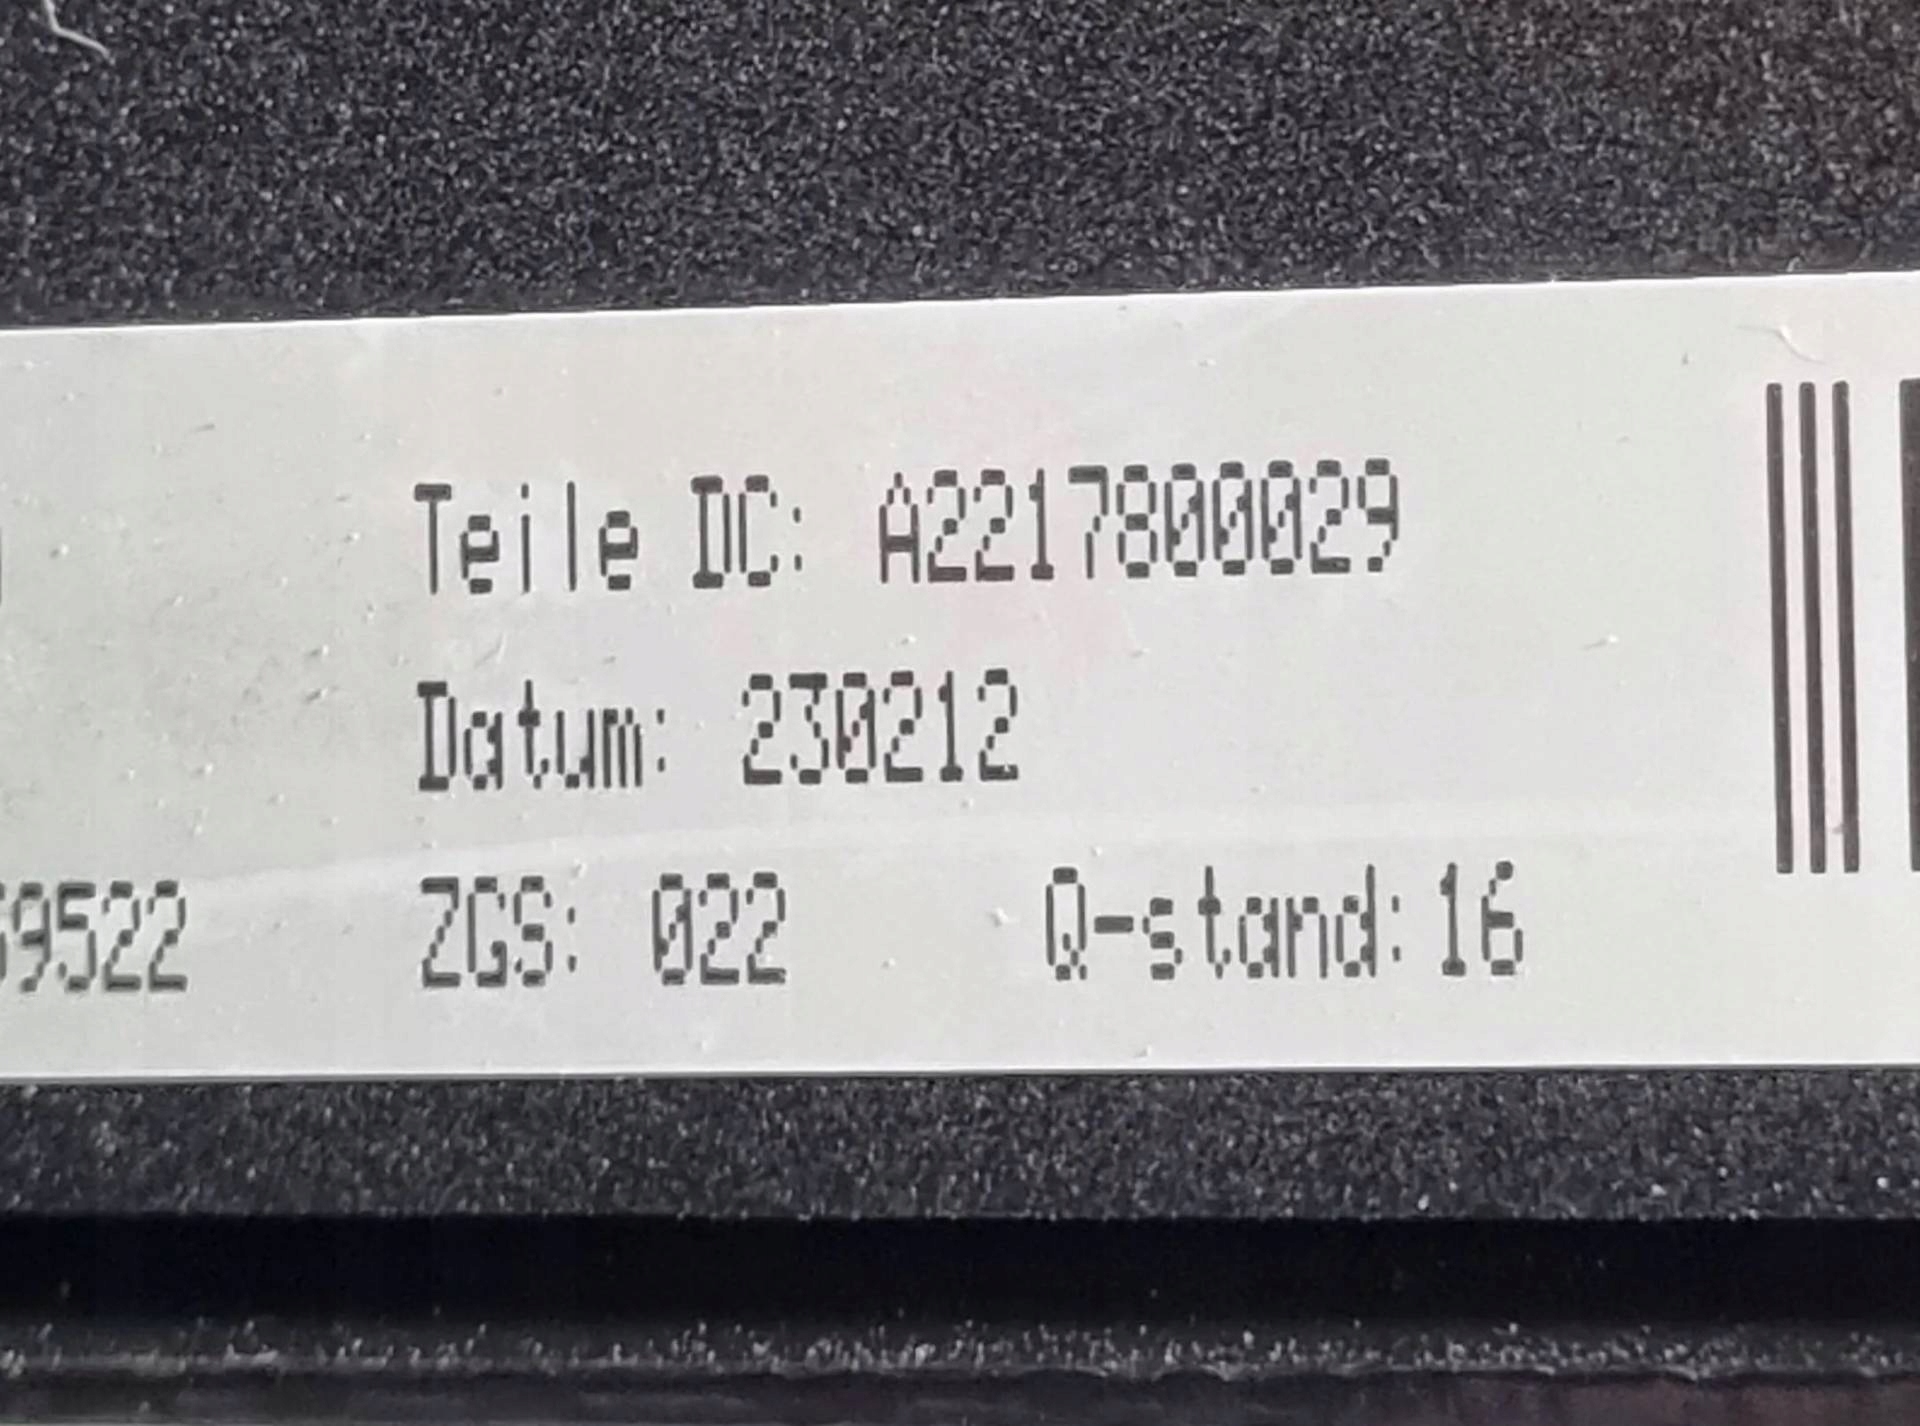 Teile DC: A2217800029
Datum: 230212
9522 ZGS: 022 Q-stand:16